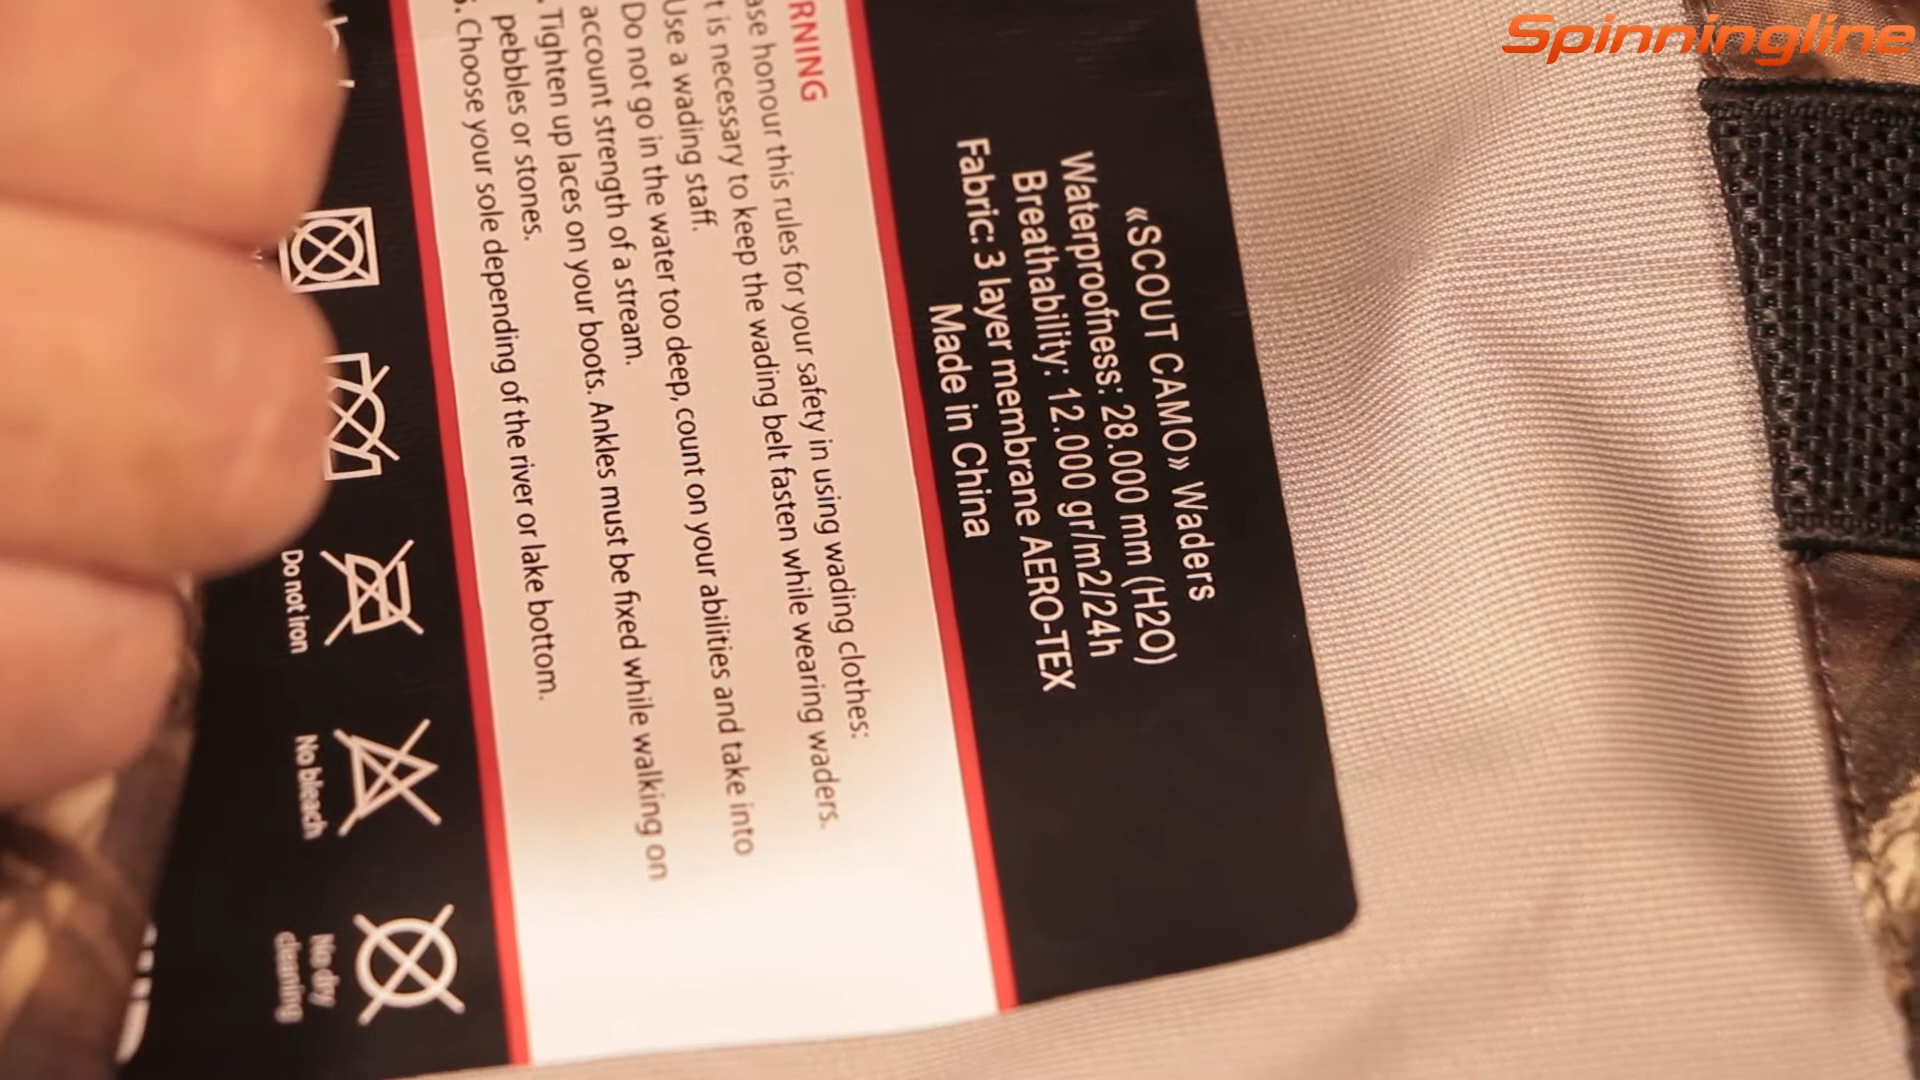 Spinningline
«SCOUT CAMO» Waders
Waterproofness: 28.000 mm (H2O)
Breathability: 12.000 gr/m2/24h
Fabric: 3 layer membrane AERO-TEX
Made in China
RNING
ase honour this rules for your safety in using wading clothes:
t is necessary to keep the wading belt fasten while wearing waders.
Use a wading staff.
Do not go in the water too deep, count on your abilities and take into
account strength of a stream.
. Tighten up laces on your boots. Ankles must be fixed while walking on
pebbles or stones.
. Choose your sole depending of the river or lake bottom.
Do not Iron
No bleach
No dry
cleaning